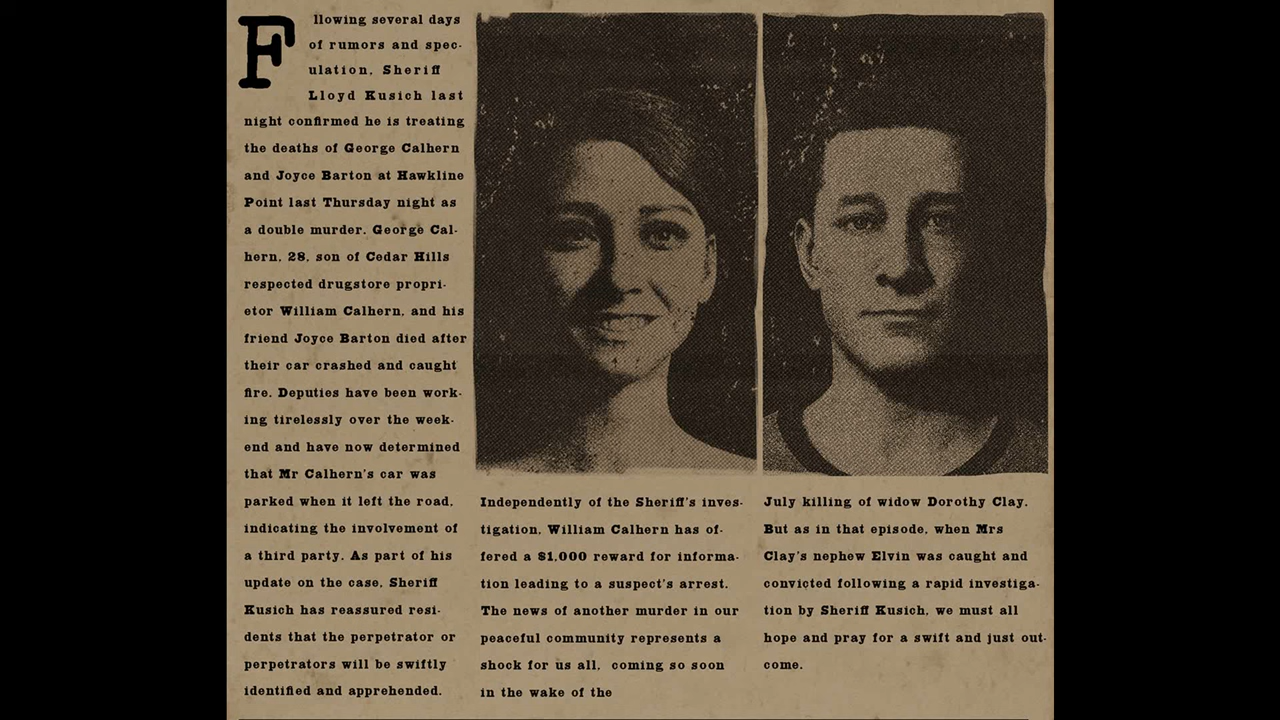 F llowing several days
of rumors and spec-
ulation, Sheriff
Lloyd Kusich last
night confirmed he is treating
the deaths of George Calhern
and Joyce Barton at Hawkline
Point last Thursday night as
a double murder. George Cal-
hern, 28, son of Cedar Hills
respected drugstore propri-
etor William Calhern, and his
friend Joyce Barton died after
their car crashed and caught
fire. Deputies have been work-
ing tirelessly over the week-
end and have now determined
that Mr Calhern's car was
parked when it left the road,
indicating the involvement of
a third party. As part of his
update on the case, Sheriff
Kusich has reassured resi-
dents that the perpetrator or
perpetrators will be swiftly
identified and apprehended.
Independently of the Sheriff's inves-
tigation, William Calhern has of-
fered a $1,000 reward for informa-
tion leading to a suspect's arrest.
The news of another murder in our
peaceful community represents a
shock for us all, coming so soon
in the wake of the
July killing of widow Dorothy Clay.
But as in that episode, when Mrs
Clay's nephew Elvin was caught and
convicted following a rapid investiga-
tion by Sheriff Kusich, we must all
hope and pray for a swift and just out-
come.